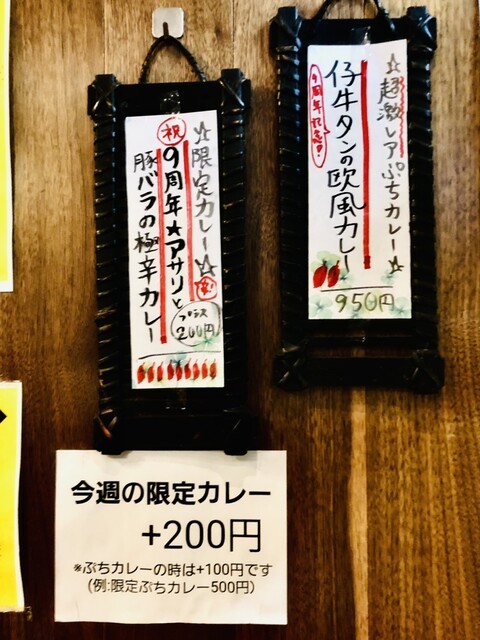 ☆超激レアぷちカレー☆
仔牛タンの欧風カレー
9周年記念!
950円
☆限定カレー☆
祝
9周年★アサリと
豚バラの極辛カレー
プラス
200円
今週の限定カレー
+200円
※ぷちカレーの時は+100円です
(例:限定ぷちカレー500円)